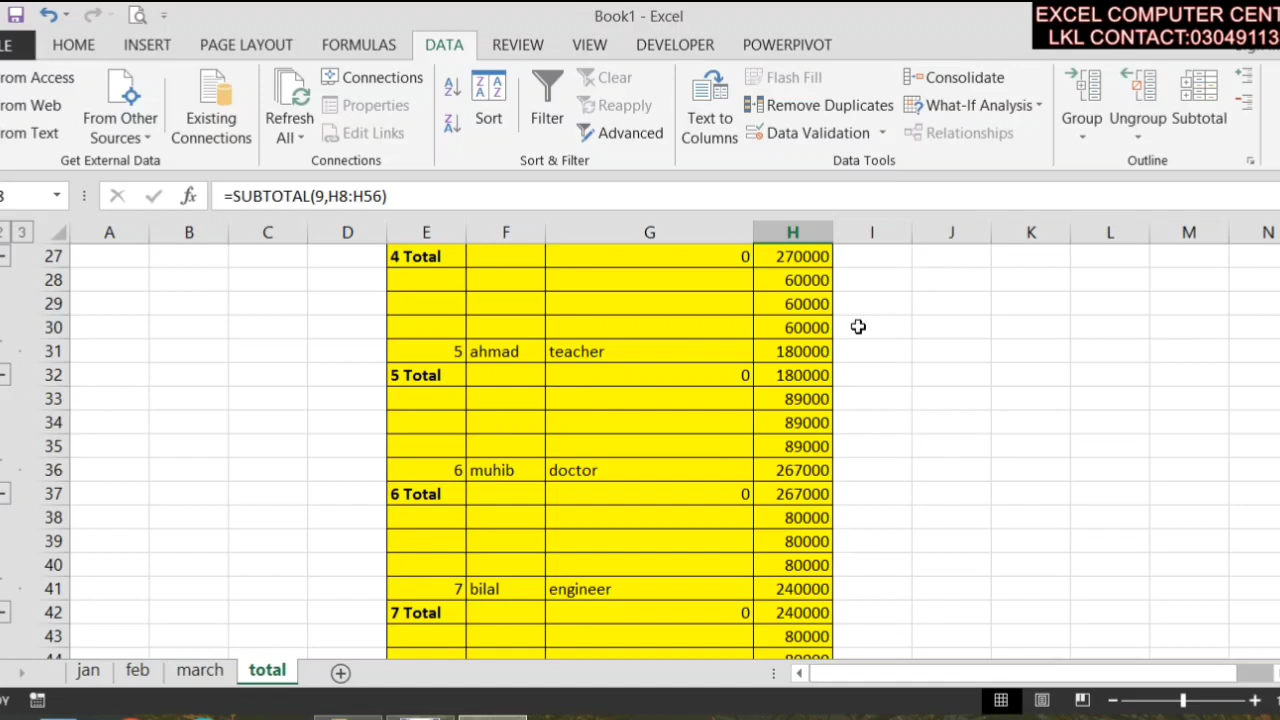 Book1 - Excel
EXCEL COMPUTER CENT
LKL CONTACT:03049113
LE HOME INSERT PAGE LAYOUT FORMULAS DATA REVIEW VIEW DEVELOPER POWERPIVOT
rom Access
rom Web
rom Text
From Other
Sources
Existing
Connections
Get External Data
Refresh
All
Connections
Properties
Edit Links
Connections
Sort
Filter
Clear
Reapply
Advanced
Sort & Filter
Text to
Columns
Flash Fill
Remove Duplicates
Data Validation
Consolidate
What-If Analysis
Relationships
Data Tools
Group
Ungroup
Subtotal
Outline
8 fx =SUBTOTAL(9,H8:H56)
2 3 A B C D E F G H I J K L M N
27 4 Total 0 270000
28 60000
29 60000
30 60000
31 5 ahmad teacher 180000
32 5 Total 0 180000
33 89000
34 89000
35 89000
36 6 muhib doctor 267000
37 6 Total 0 267000
38 80000
39 80000
40 80000
41 7 bilal engineer 240000
42 7 Total 0 240000
43 80000
jan feb march total
DY